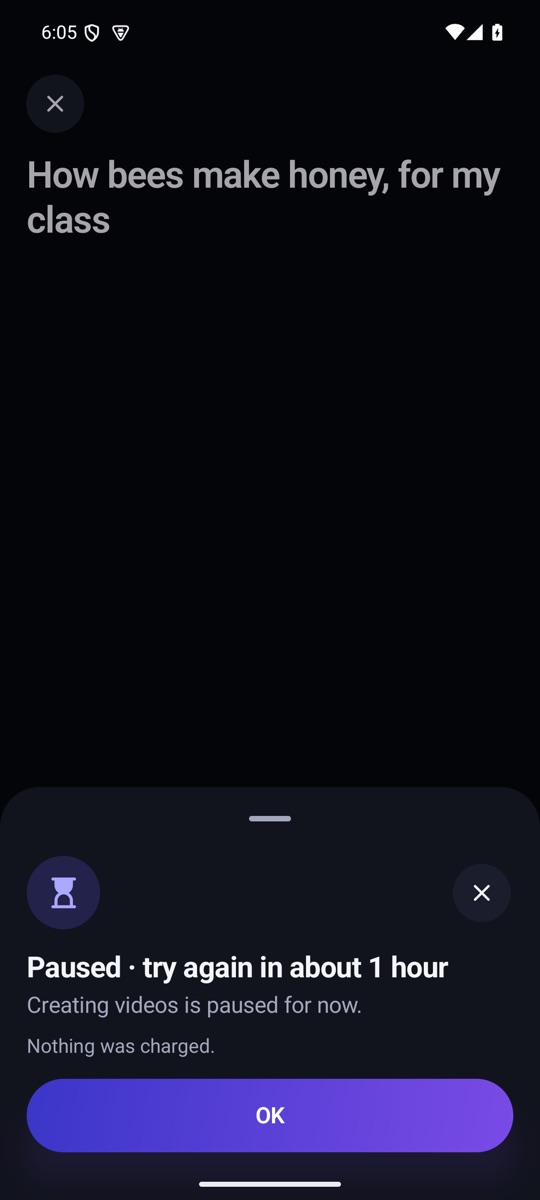 6:05
How bees make honey, for my
class
Paused · try again in about 1 hour
Creating videos is paused for now.
Nothing was charged.
OK